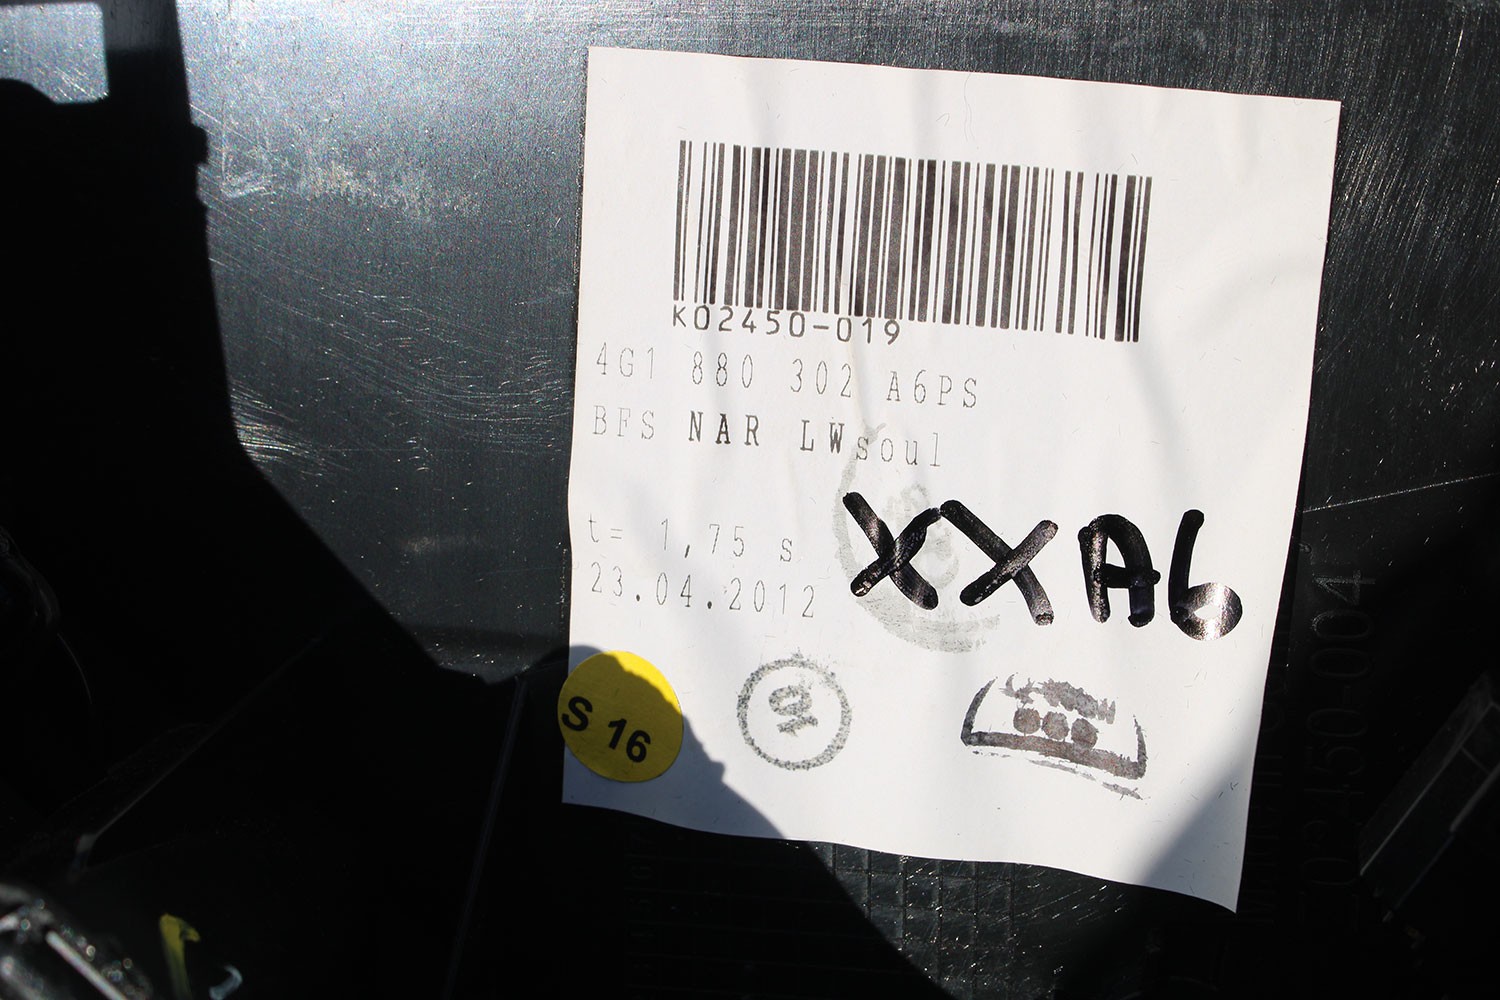 K02450-019
4G1 880 302 A6PS
BFS NAR LWsoul
t= 1,75 s
23.04.2012
XXA6
S 16